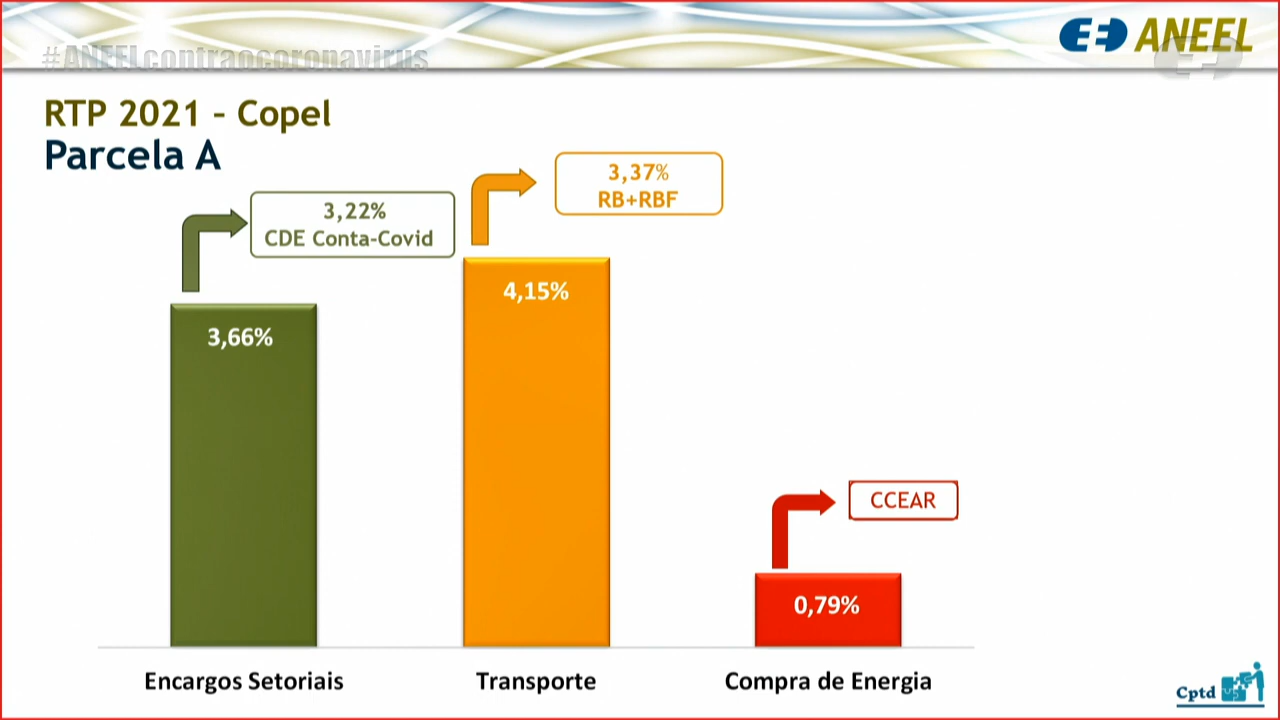 #ANEELcontraocoronavirus
ANEEL
RTP 2021 – Copel
Parcela A
3,22%
CDE Conta-Covid
3,37%
RB+RBF
3,66%
4,15%
CCEAR
0,79%
Encargos Setoriais
Transporte
Compra de Energia
Cptd